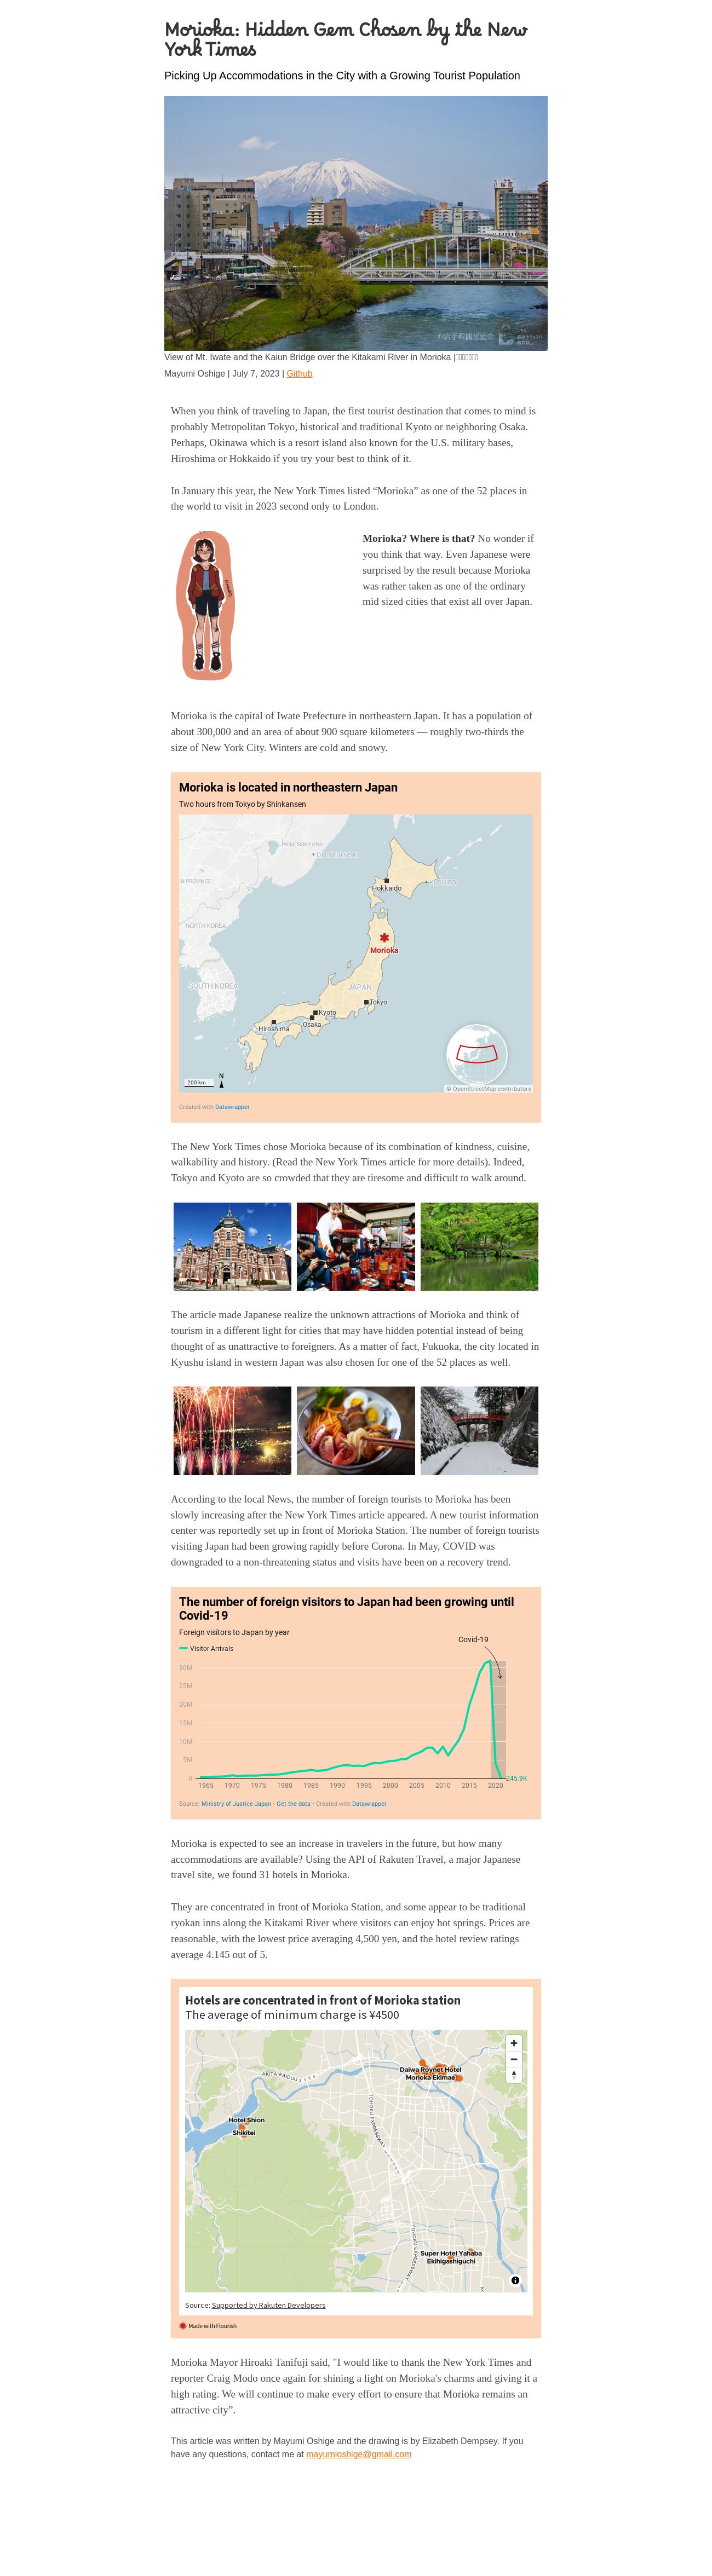 Morioka: Hidden Gem Chosen by the New
York Times
Picking Up Accommodations in the City with a Growing Tourist Population
View of Mt. Iwate and the Kaiun Bridge over the Kitakami River in Morioka |
Mayumi Oshige | July 7, 2023 | Github
When you think of traveling to Japan, the first tourist destination that comes to mind is
probably Metropolitan Tokyo, historical and traditional Kyoto or neighboring Osaka.
Perhaps, Okinawa which is a resort island also known for the U.S. military bases,
Hiroshima or Hokkaido if you try your best to think of it.
In January this year, the New York Times listed “Morioka” as one of the 52 places in
the world to visit in 2023 second only to London.
Morioka? Where is that? No wonder if
you think that way. Even Japanese were
surprised by the result because Morioka
was rather taken as one of the ordinary
mid sized cities that exist all over Japan.
Morioka is the capital of Iwate Prefecture in northeastern Japan. It has a population of
about 300,000 and an area of about 900 square kilometers — roughly two-thirds the
size of New York City. Winters are cold and snowy.
Morioka is located in northeastern Japan
Two hours from Tokyo by Shinkansen
PRIMORSKY KRAI
DALNEGORSK
IN PROVINCE
Hokkaido
KUSHIRO
NORTH KOREA
Morioka
SOUTH KOREA
JAPAN
Tokyo
Kyoto
Osaka
Hiroshima
N
200 km
© OpenStreetMap contributors
Created with Datawrapper
The New York Times chose Morioka because of its combination of kindness, cuisine,
walkability and history. (Read the New York Times article for more details). Indeed,
Tokyo and Kyoto are so crowded that they are tiresome and difficult to walk around.
The article made Japanese realize the unknown attractions of Morioka and think of
tourism in a different light for cities that may have hidden potential instead of being
thought of as unattractive to foreigners. As a matter of fact, Fukuoka, the city located in
Kyushu island in western Japan was also chosen for one of the 52 places as well.
According to the local News, the number of foreign tourists to Morioka has been
slowly increasing after the New York Times article appeared. A new tourist information
center was reportedly set up in front of Morioka Station. The number of foreign tourists
visiting Japan had been growing rapidly before Corona. In May, COVID was
downgraded to a non-threatening status and visits have been on a recovery trend.
The number of foreign visitors to Japan had been growing until
Covid-19
Foreign visitors to Japan by year
Covid-19
Visitor Arrivals
30M
25M
20M
15M
10M
5M
0
245.9K
1965 1970 1975 1980 1985 1990 1995 2000 2005 2010 2015 2020
Source: Ministry of Justice Japan • Get the data • Created with Datawrapper
Morioka is expected to see an increase in travelers in the future, but how many
accommodations are available? Using the API of Rakuten Travel, a major Japanese
travel site, we found 31 hotels in Morioka.
They are concentrated in front of Morioka Station, and some appear to be traditional
ryokan inns along the Kitakami River where visitors can enjoy hot springs. Prices are
reasonable, with the lowest price averaging 4,500 yen, and the hotel review ratings
average 4.145 out of 5.
Hotels are concentrated in front of Morioka station
The average of minimum charge is ¥4500
Daiwa Roynet Hotel
Morioka Ekimae
AKITA KAIDOU
TOHOKU EXPRESSWAY
Hotel Shion
Shikitei
TOHOKU EXPRESSWAY
Super Hotel Yahaba
Ekihigashiguchi
Source: Supported by Rakuten Developers
Made with Flourish
Morioka Mayor Hiroaki Tanifuji said, "I would like to thank the New York Times and
reporter Craig Modo once again for shining a light on Morioka's charms and giving it a
high rating. We will continue to make every effort to ensure that Morioka remains an
attractive city”.
This article was written by Mayumi Oshige and the drawing is by Elizabeth Dempsey. If you
have any questions, contact me at mayumioshige@gmail.com